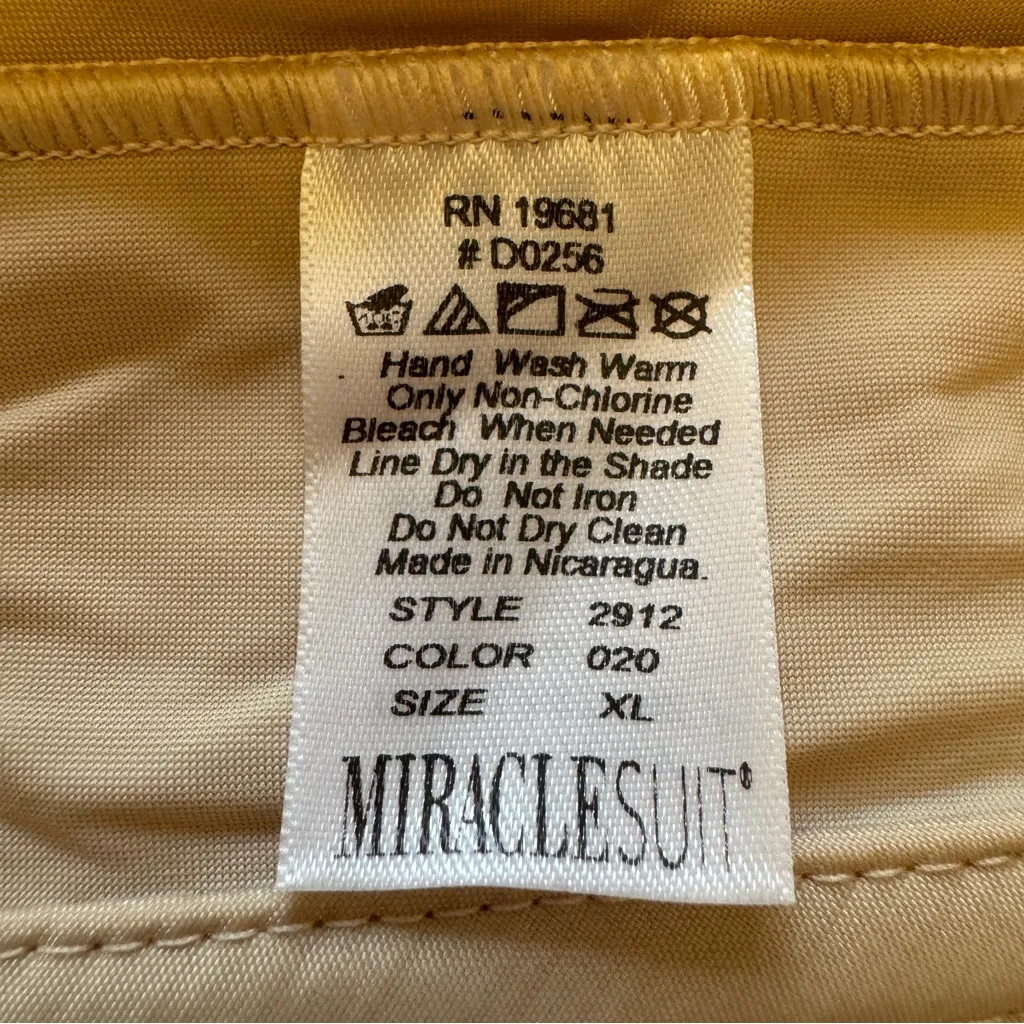 RN 19681
# D0256
Hand Wash Warm
Only Non-Chlorine
Bleach When Needed
Line Dry in the Shade
Do Not Iron
Do Not Dry Clean
Made in Nicaragua.
STYLE 2912
COLOR 020
SIZE XL
MIRACLESUIT®